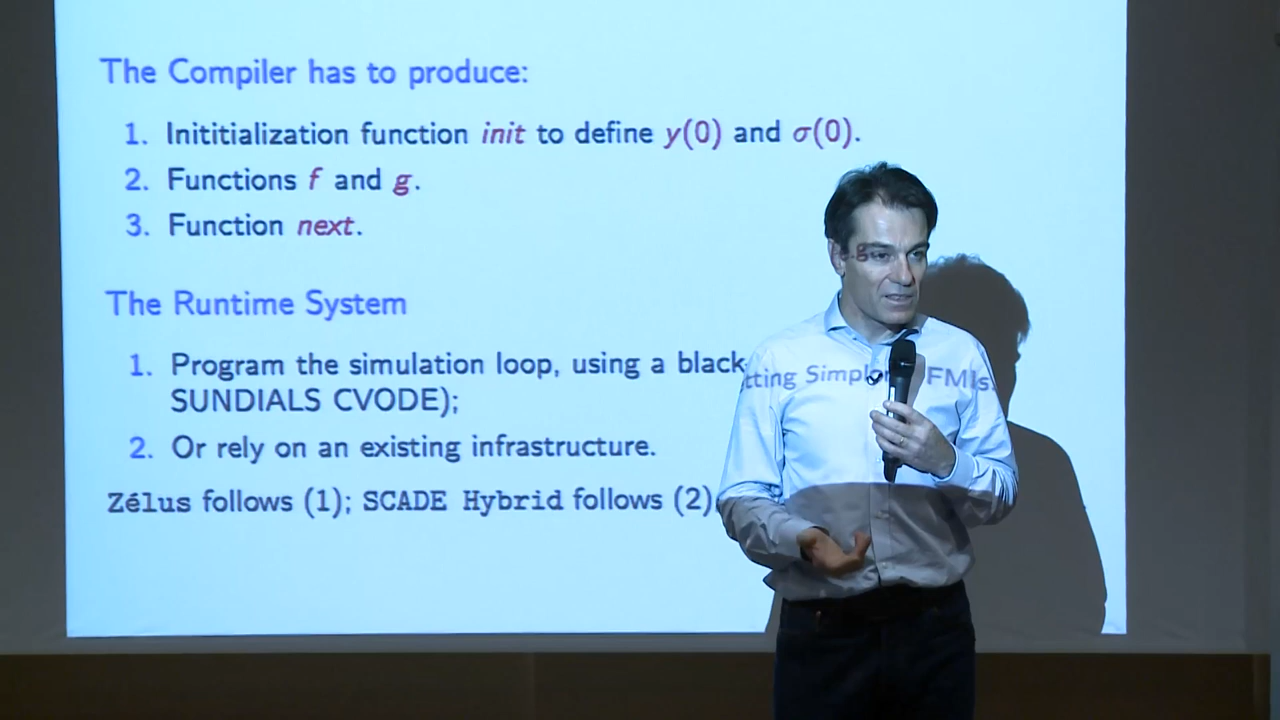 The Compiler has to produce:
1. Inititialization function init to define y(0) and σ(0).
2. Functions f and g.
3. Function next.
The Runtime System
1. Program the simulation loop, using a black
SUNDIALS CVODE);
2. Or rely on an existing infrastructure.
Zélus follows (1); SCADE Hybrid follows (2), tting FMIs.